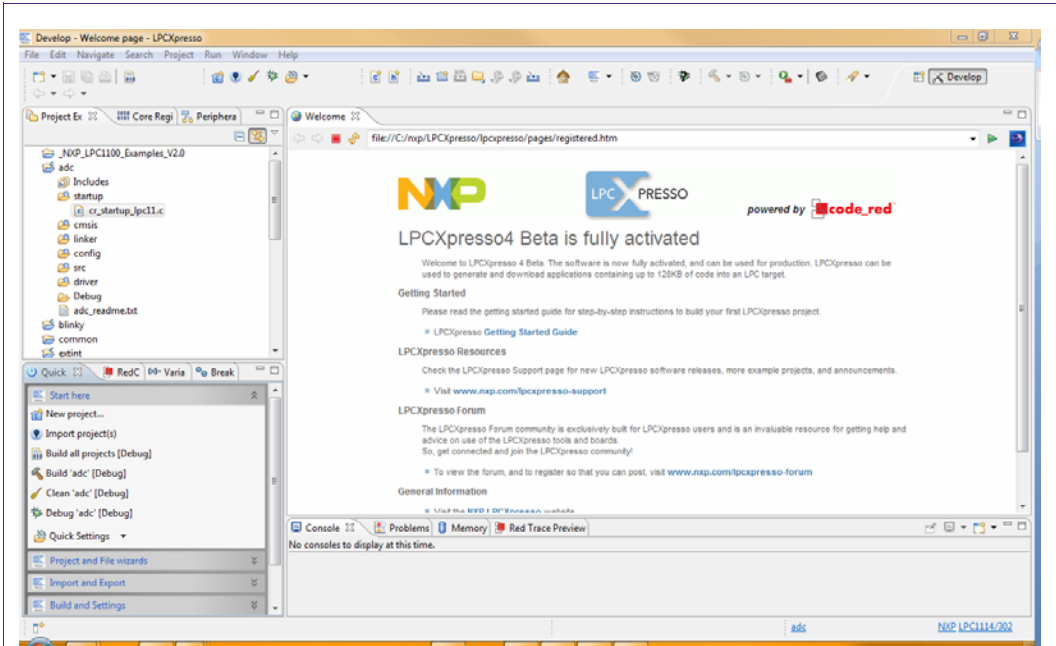 Develop - Welcome page - LPCXpresso
File Edit Navigate Search Project Run Window Help
Develop
Project Ex
Core Regi
Periphera
Welcome
file://C:/nxp/LPCXpresso/lpcxpresso/pages/registered.htm
_NXP_LPC1100_Examples_V2.0
adc
Includes
startup
cr_startup_lpc11.c
cmsis
linker
config
src
driver
Debug
adc_readme.txt
blinky
common
extint
NXP
LPC XPRESSO
powered by code_red
LPCXpresso4 Beta is fully activated
Welcome to LPCXpresso 4 Beta. The software is now fully activated, and can be used for production. LPCXpresso can be
used to generate and download applications containing up to 128KB of code into an LPC target.
Getting Started
Please read the getting started guide for step-by-step instructions to build your first LPCXpresso project.
LPCXpresso Getting Started Guide
LPCXpresso Resources
Check the LPCXpresso Support page for new LPCXpresso software releases, more example projects, and announcements.
Visit www.nxp.com/lpcxpresso-support
LPCXpresso Forum
The LPCXpresso Forum community is exclusively built for LPCXpresso users and is an invaluable resource for getting help and
advice on use of the LPCXpresso tools and boards.
So, get connected and join the LPCXpresso community!
To view the forum, and to register so that you can post, visit www.nxp.com/lpcxpresso-forum
General Information
Visit the NXP LPCXpresso website
Quick
RedC
Varia
Break
Start here
New project...
Import project(s)
Build all projects [Debug]
Build 'adc' [Debug]
Clean 'adc' [Debug]
Debug 'adc' [Debug]
Quick Settings
Project and File wizards
Import and Export
Build and Settings
Console
Problems
Memory
Red Trace Preview
No consoles to display at this time.
adc
NXP LPC1114/302